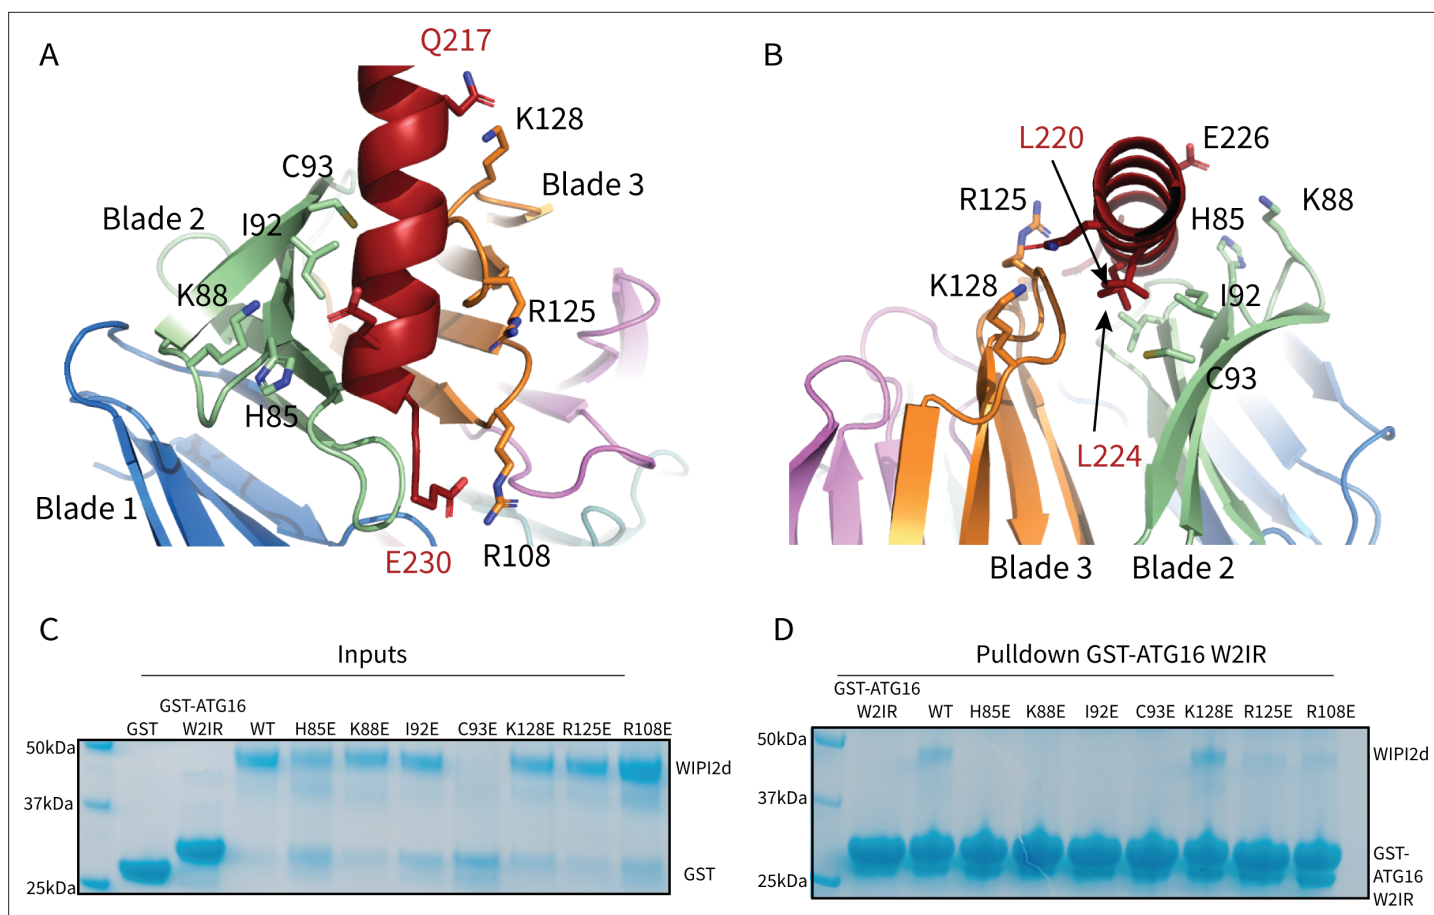 A
Q217
K128
C93
Blade 3
Blade 2
I92
K88
R125
H85
Blade 1
E230
R108
B
L220
E226
R125
K88
H85
K128
I92
C93
L224
Blade 3
Blade 2
C
Inputs
GST-ATG16
GST W2IR WT H85E K88E I92E C93E K128E R125E R108E
50kDa
WIPI2d
37kDa
GST
25kDa
D
Pulldown GST-ATG16 W2IR
GST-ATG16
W2IR WT H85E K88E I92E C93E K128E R125E R108E
50kDa
WIPI2d
37kDa
GST-
ATG16
W2IR
25kDa